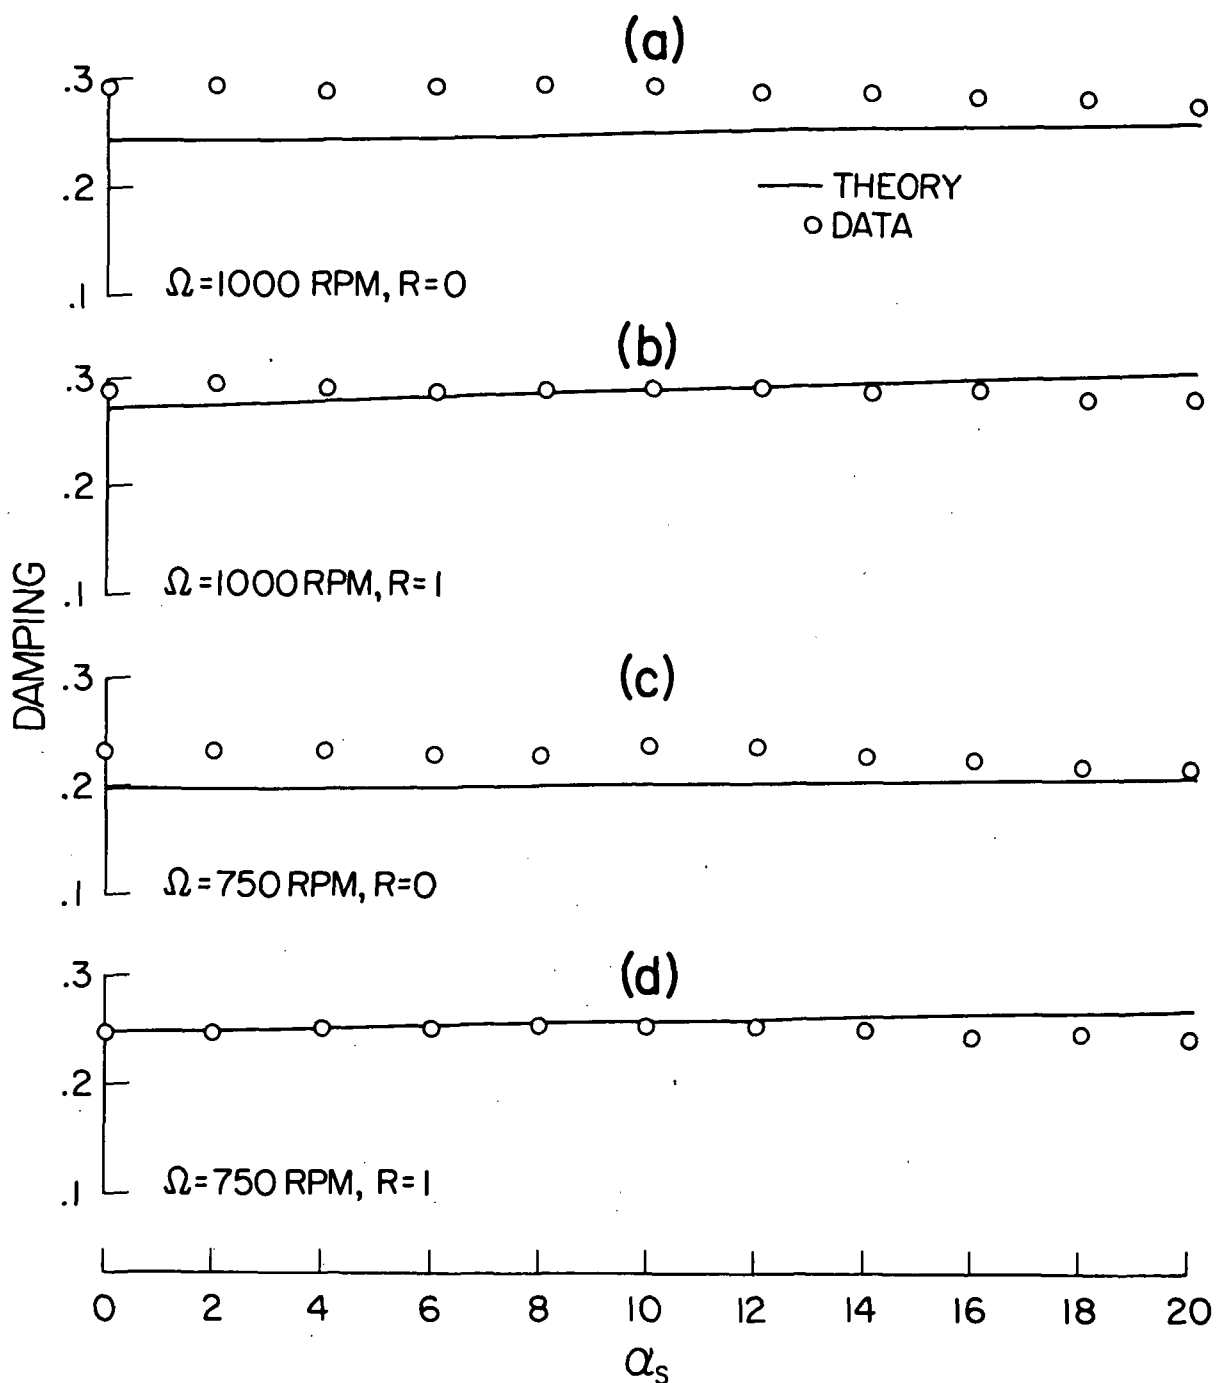 (a)
.3
.2
.1
THEORY
DATA
Ω=1000 RPM, R=0
(b)
.3
.2
.1
Ω=1000 RPM, R=1
DAMPING
(c)
.3
.2
.1
Ω=750 RPM, R=0
(d)
.3
.2
.1
Ω=750 RPM, R=1
0 2 4 6 8 10 12 14 16 18 20
αs